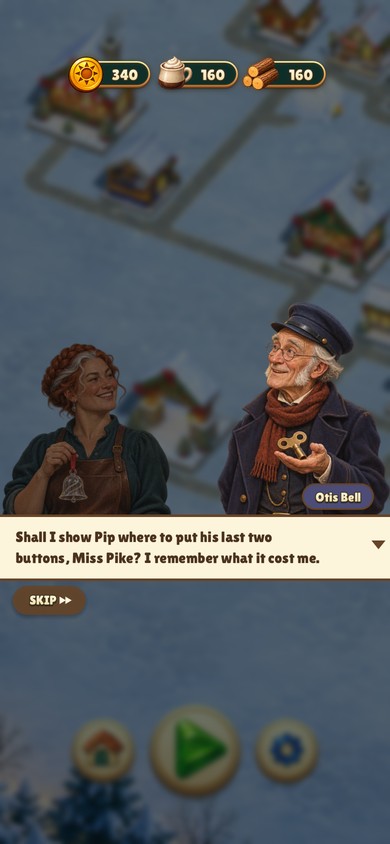 340
160
160
Otis Bell
Shall I show Pip where to put his last two
buttons, Miss Pike? I remember what it cost me.
SKIP